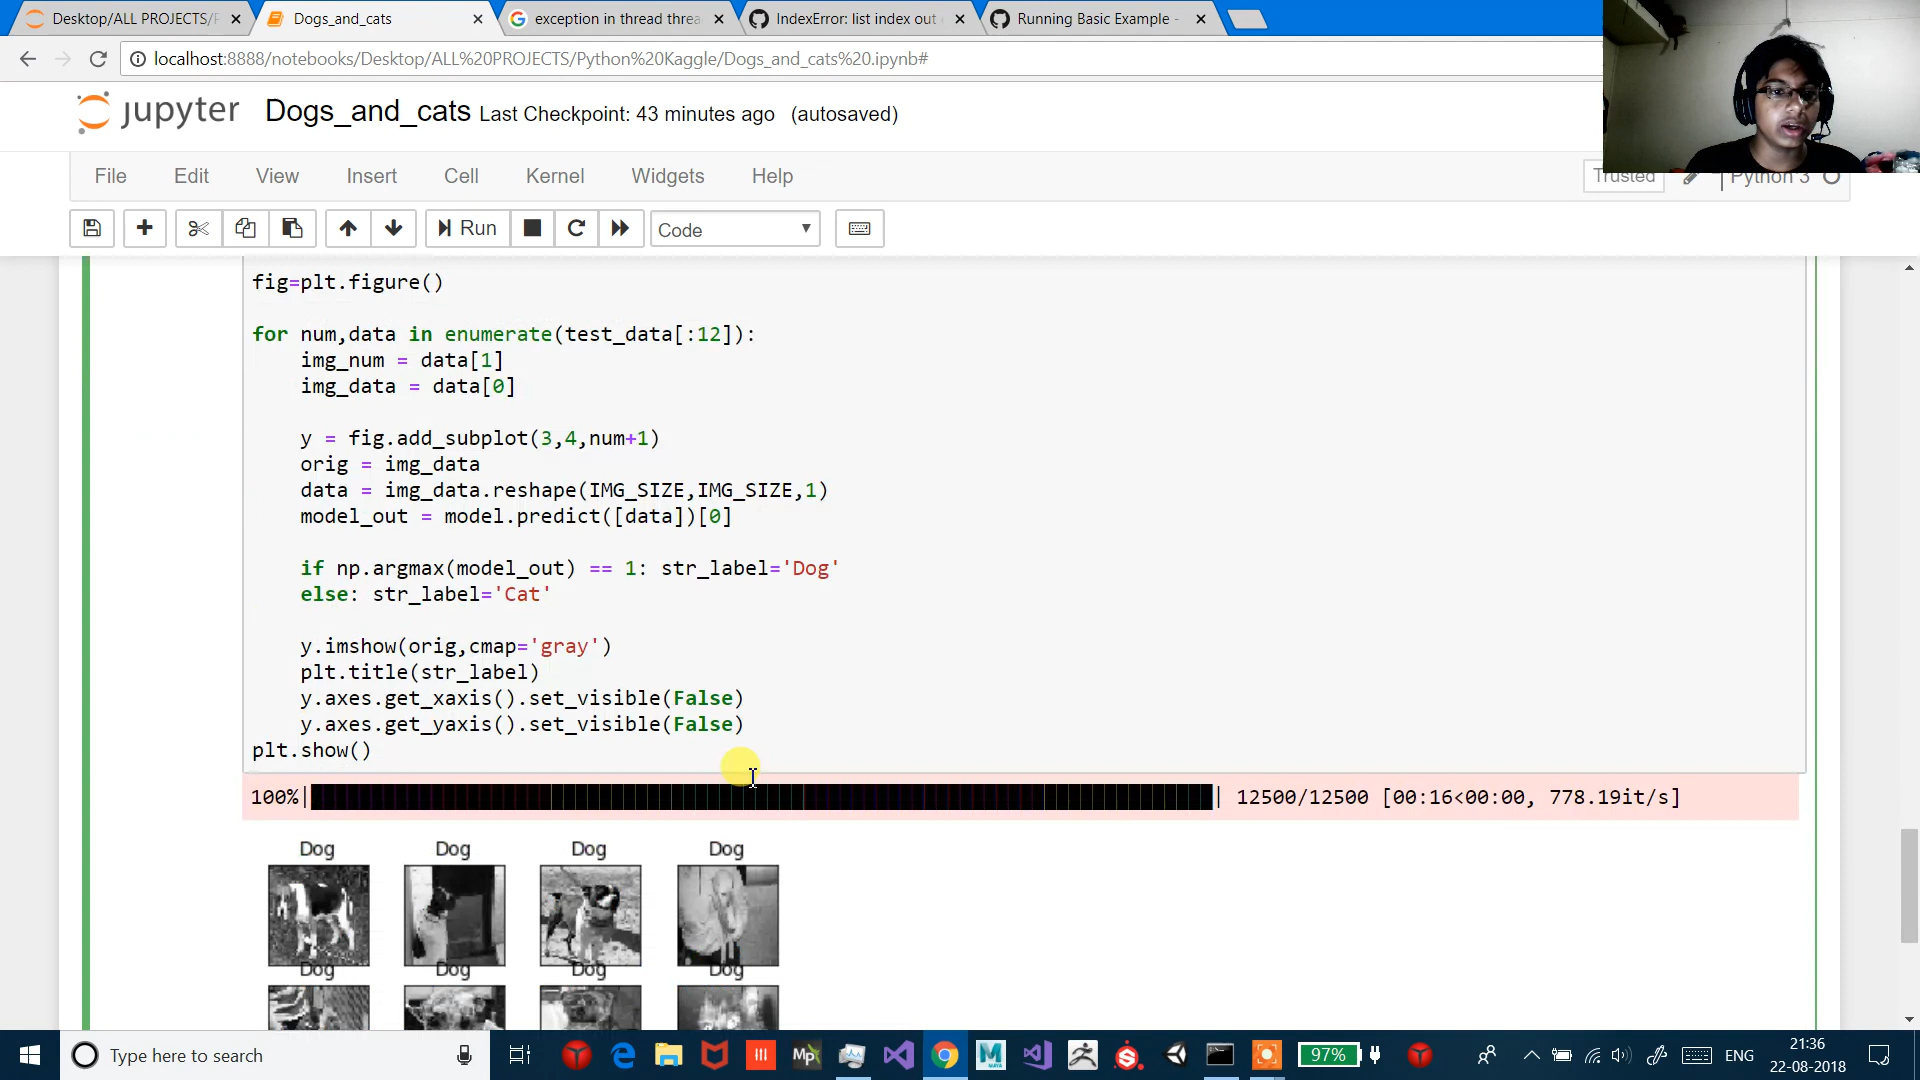 Desktop/ALL PROJECTS/F
Dogs_and_cats
exception in thread threa
IndexError: list index out
Running Basic Example -
localhost:8888/notebooks/Desktop/ALL%20PROJECTS/Python%20Kaggle/Dogs_and_cats%20.ipynb#
jupyter Dogs_and_cats Last Checkpoint: 43 minutes ago (autosaved)
File Edit View Insert Cell Kernel Widgets Help Trusted Python 3
Run Code
fig=plt.figure()
for num,data in enumerate(test_data[:12]):
img_num = data[1]
img_data = data[0]
y = fig.add_subplot(3,4,num+1)
orig = img_data
data = img_data.reshape(IMG_SIZE,IMG_SIZE,1)
model_out = model.predict([data])[0]
if np.argmax(model_out) == 1: str_label='Dog'
else: str_label='Cat'
y.imshow(orig,cmap='gray')
plt.title(str_label)
y.axes.get_xaxis().set_visible(False)
y.axes.get_yaxis().set_visible(False)
plt.show()
100%| | 12500/12500 [00:16<00:00, 778.19it/s]
Dog Dog Dog Dog
Dog Dog Dog Dog
Type here to search
Mp
MAYA
97%
ENG
21:36
22-08-2018